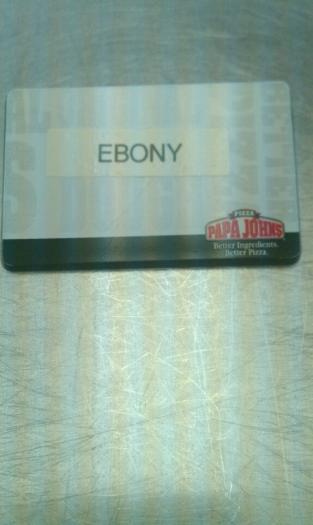 EBONY
PIZZA
PAPA JOHNS
Better Ingredients.
Better Pizza.